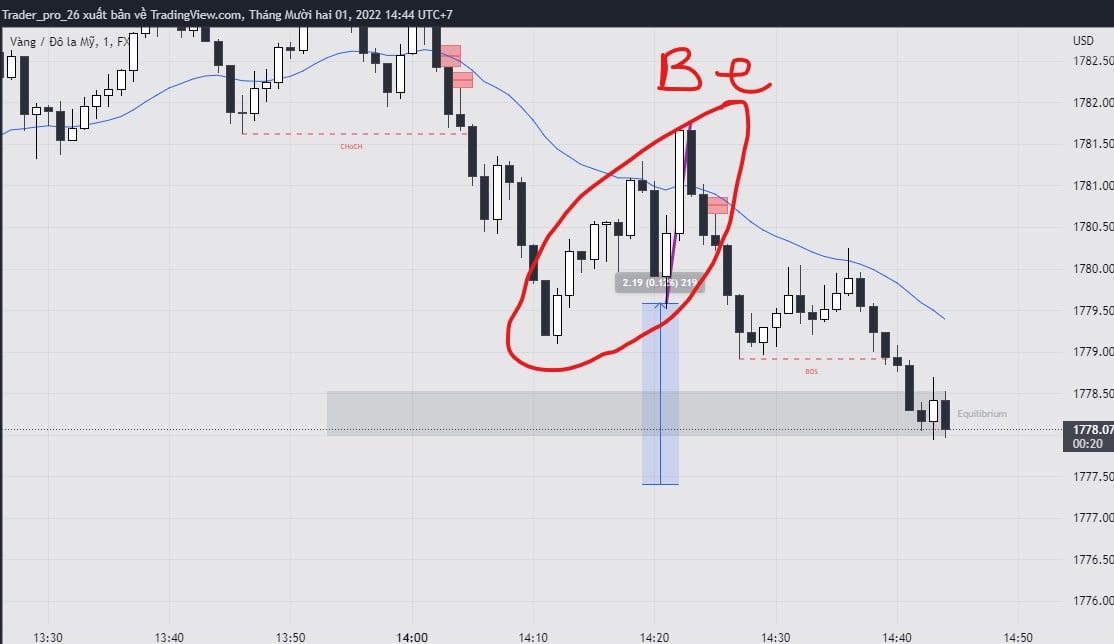 Trader_pro_26 xuất bản về TradingView.com, Tháng Mười hai 01, 2022 14:44 UTC+7
Vàng / Đô la Mỹ, 1, FX
USD
Be
1782.50
1782.00
1781.50
CHoCH
1781.00
1780.50
1780.00
2.19 (0.12%) 219
1779.50
1779.00
BOS
1778.50
Equilibrium
1778.07
00:20
1777.50
1777.00
1776.50
1776.00
13:30 13:40 13:50 14:00 14:10 14:20 14:30 14:40 14:50